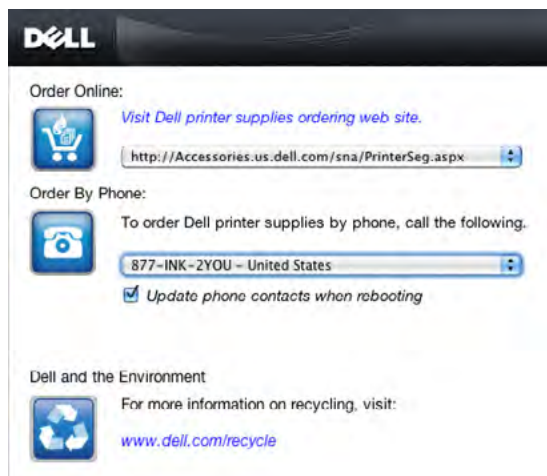 DELL
Order Online:
Visit Dell printer supplies ordering web site.
http://Accessories.us.dell.com/sna/PrinterSeg.aspx
Order By Phone:
To order Dell printer supplies by phone, call the following.
877-INK-2YOU - United States
Update phone contacts when rebooting
Dell and the Environment
For more information on recycling, visit:
www.dell.com/recycle